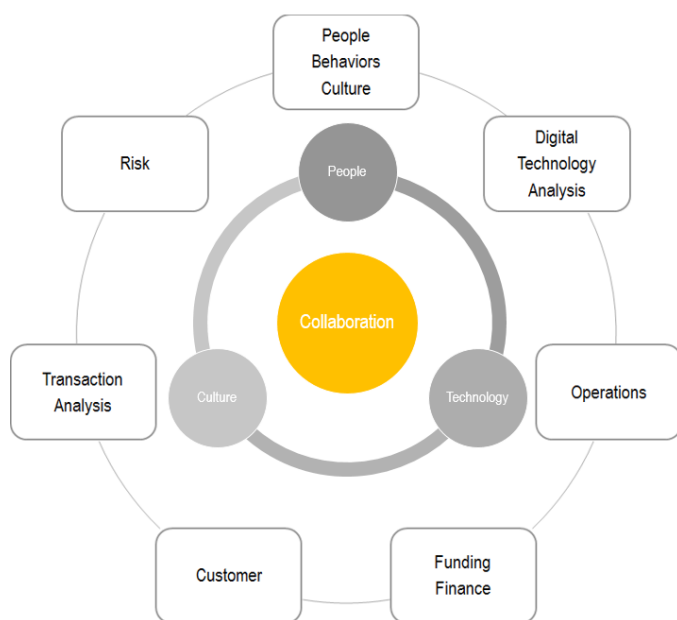 People
Behaviors
Culture
Risk
Digital
Technology
Analysis
People
Collaboration
Transaction
Analysis
Culture
Technology
Operations
Customer
Funding
Finance